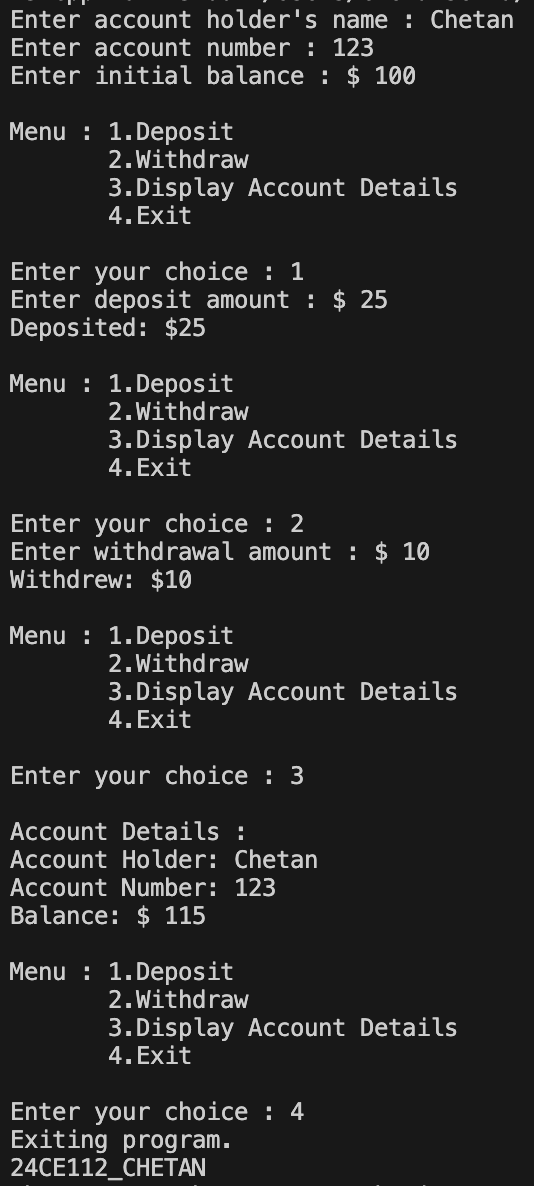 Enter account holder's name : Chetan
Enter account number : 123
Enter initial balance : $ 100
Menu : 1.Deposit
2.Withdraw
3.Display Account Details
4.Exit
Enter your choice : 1
Enter deposit amount : $ 25
Deposited: $25
Menu : 1.Deposit
2.Withdraw
3.Display Account Details
4.Exit
Enter your choice : 2
Enter withdrawal amount : $ 10
Withdrew: $10
Menu : 1.Deposit
2.Withdraw
3.Display Account Details
4.Exit
Enter your choice : 3
Account Details :
Account Holder: Chetan
Account Number: 123
Balance: $ 115
Menu : 1.Deposit
2.Withdraw
3.Display Account Details
4.Exit
Enter your choice : 4
Exiting program.
24CE112_CHETAN